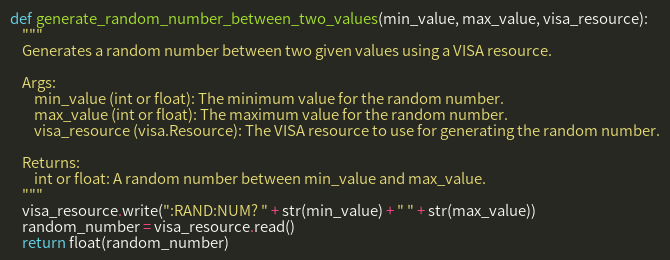 def generate_random_number_between_two_values(min_value, max_value, visa_resource):
"""
Generates a random number between two given values using a VISA resource.
Args:
min_value (int or float): The minimum value for the random number.
max_value (int or float): The maximum value for the random number.
visa_resource (visa.Resource): The VISA resource to use for generating the random number.
Returns:
int or float: A random number between min_value and max_value.
"""
visa_resource.write(":RAND:NUM? " + str(min_value) + " " + str(max_value))
random_number = visa_resource.read()
return float(random_number)